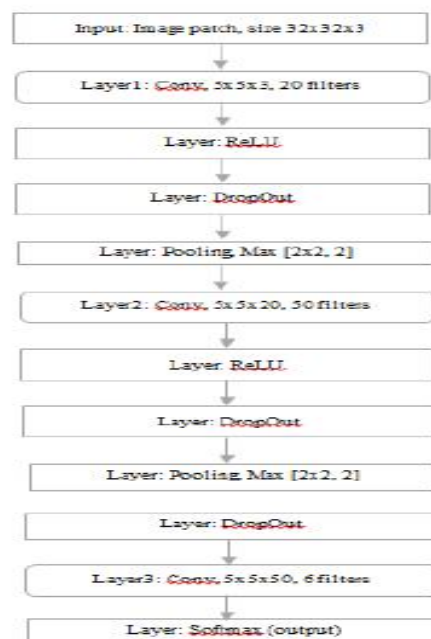 Input: Image patch, size 32x32x3
Layer1: Conv, 5x5x3, 20 filters
Layer: ReLU
Layer: DropOut
Layer: Pooling, Max [2x2, 2]
Layer2: Conv, 5x5x20, 50 filters
Layer: ReLU
Layer: DropOut
Layer: Pooling, Max [2x2, 2]
Layer: DropOut
Layer3: Conv, 5x5x50, 6 filters
Layer: Softmax (output)